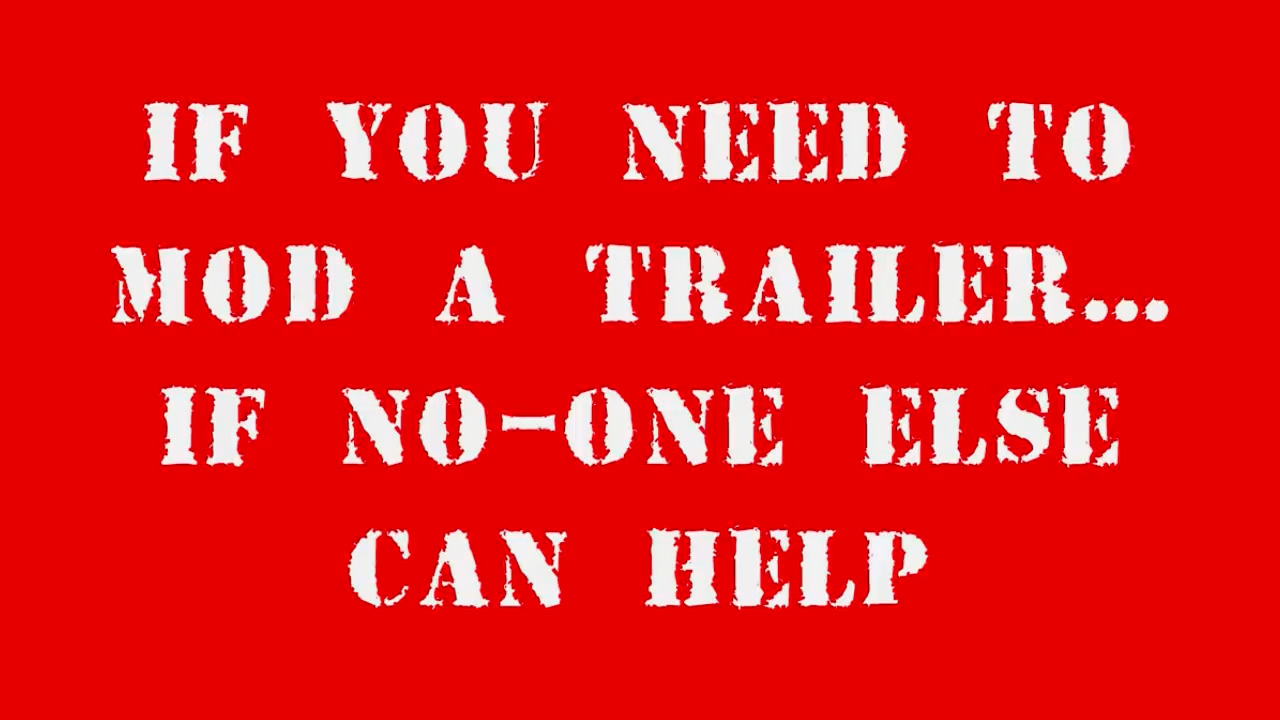 IF YOU NEED TO
MOD A TRAILER...
IF NO-ONE ELSE
CAN HELP